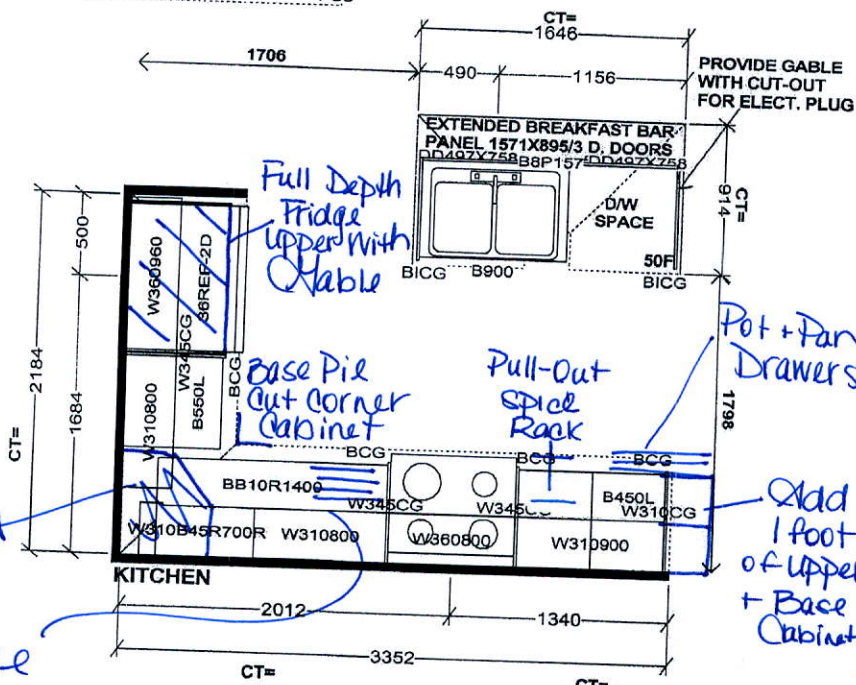 CT=
1646
1706
490
1156
PROVIDE GABLE
WITH CUT-OUT
FOR ELECT. PLUG
EXTENDED BREAKFAST BAR
PANEL 1571X895/3 D. DOORS
DD497X758
DD497X758
D/W
SPACE
CT=
914
50F
BICG
B900
BICG
Full Depth
Fridge
Upper with
Gable
500
W360960
36RER-2D
W345CG
2184
1684
CT=
W310800
B550L
BCG
Base Pie
Cut Corner
Cabinet
Pull-Out
Spice
Rack
Pot + Pan
Drawers
1798
BCG
BCG
BCG
BB10R1400
W345CG
B450L
W310CG
Add
1 foot
of upper
+ Base
Cabinet
W310B45R700R
W310800
W360800
W310900
KITCHEN
2012
1340
3352
CT=
CT=